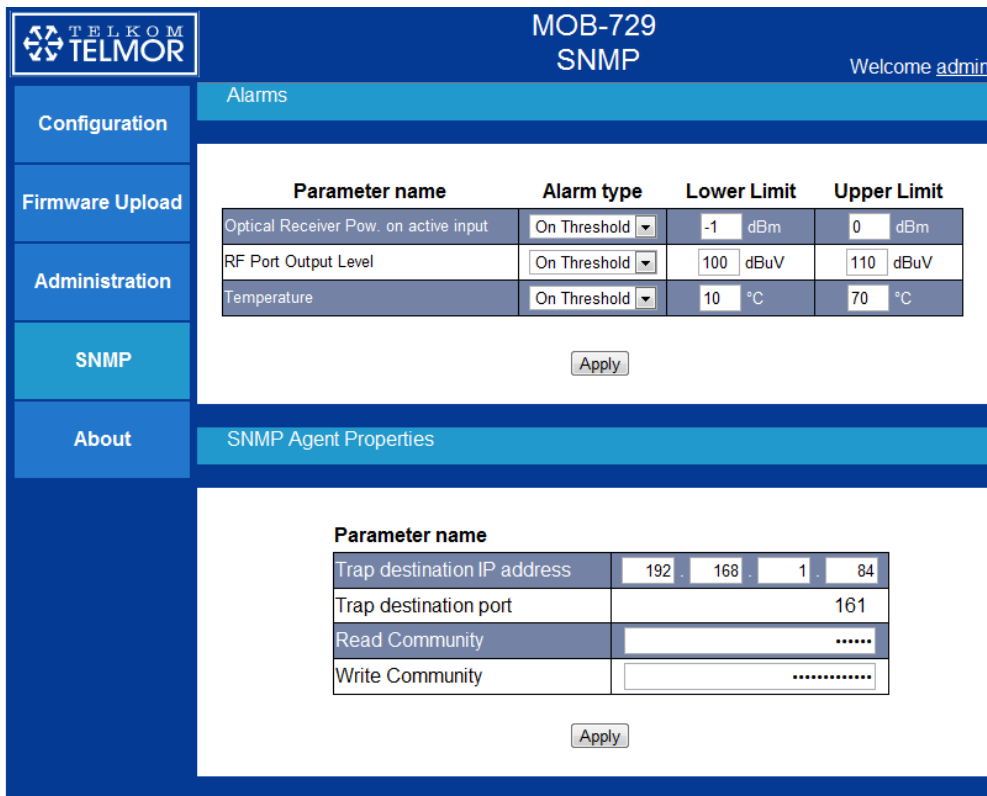 TELKOM
TELMOR
MOB-729
SNMP
Welcome admin
Configuration
Firmware Upload
Administration
SNMP
About
Alarms
Parameter name Alarm type Lower Limit Upper Limit
Optical Receiver Pow. on active input On Threshold -1 dBm 0 dBm
RF Port Output Level On Threshold 100 dBuV 110 dBuV
Temperature On Threshold 10 °C 70 °C
Apply
SNMP Agent Properties
Parameter name
Trap destination IP address 192 . 168 . 1 . 84
Trap destination port 161
Read Community ••••••
Write Community •••••••••••••
Apply